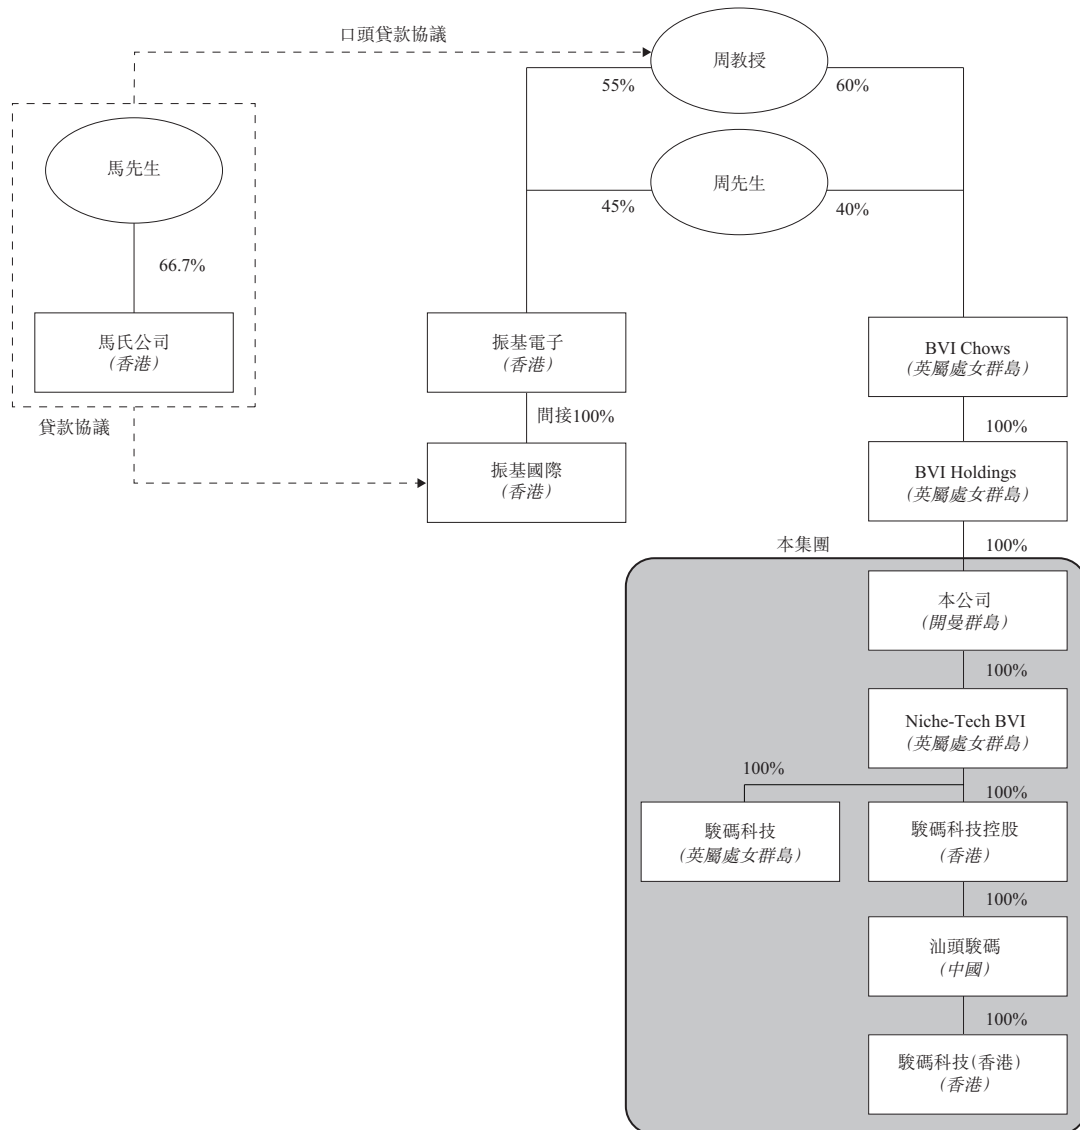 口頭貸款協議
周教授
55%
60%
馬先生
周先生
45%
40%
66.7%
馬氏公司
(香港)
振基電子
(香港)
BVI Chows
(英屬處女群島)
貸款協議
間接100%
100%
振基國際
(香港)
BVI Holdings
(英屬處女群島)
本集團
100%
本公司
(開曼群島)
100%
Niche-Tech BVI
(英屬處女群島)
100%
100%
駿碼科技
(英屬處女群島)
駿碼科技控股
(香港)
100%
汕頭駿碼
(中國)
100%
駿碼科技(香港)
(香港)